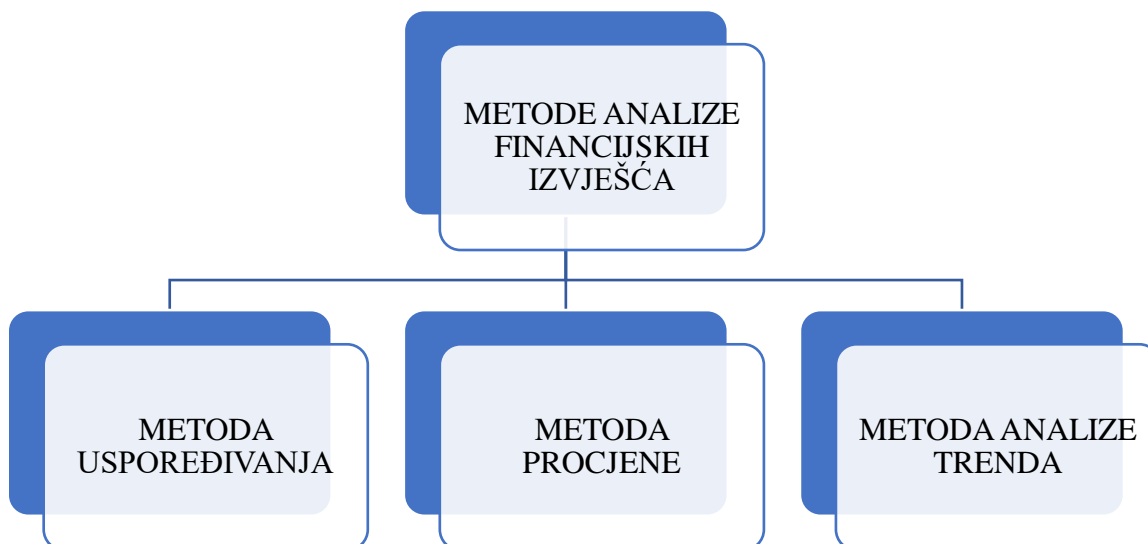 METODE ANALIZE
FINANCIJSKIH
IZVJEŠĆA
METODA
USPOREĐIVANJA
METODA
PROCJENE
METODA ANALIZE
TRENDA